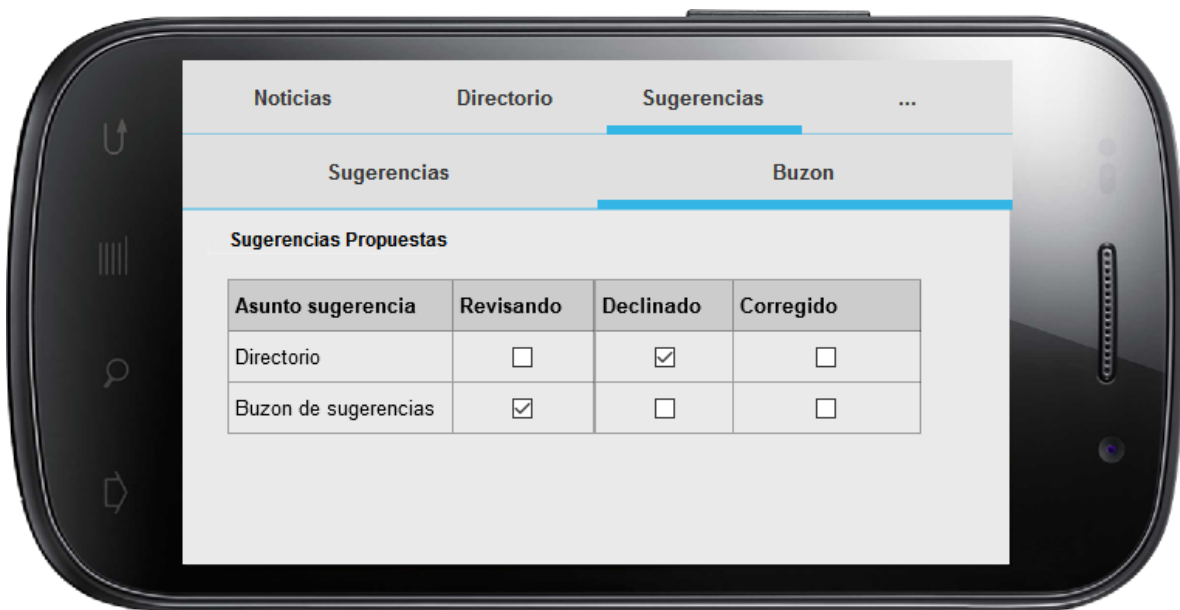 Noticias Directorio Sugerencias ...
Sugerencias Buzon
Sugerencias Propuestas
Asunto sugerencia Revisando Declinado Corregido
Directorio
Buzon de sugerencias